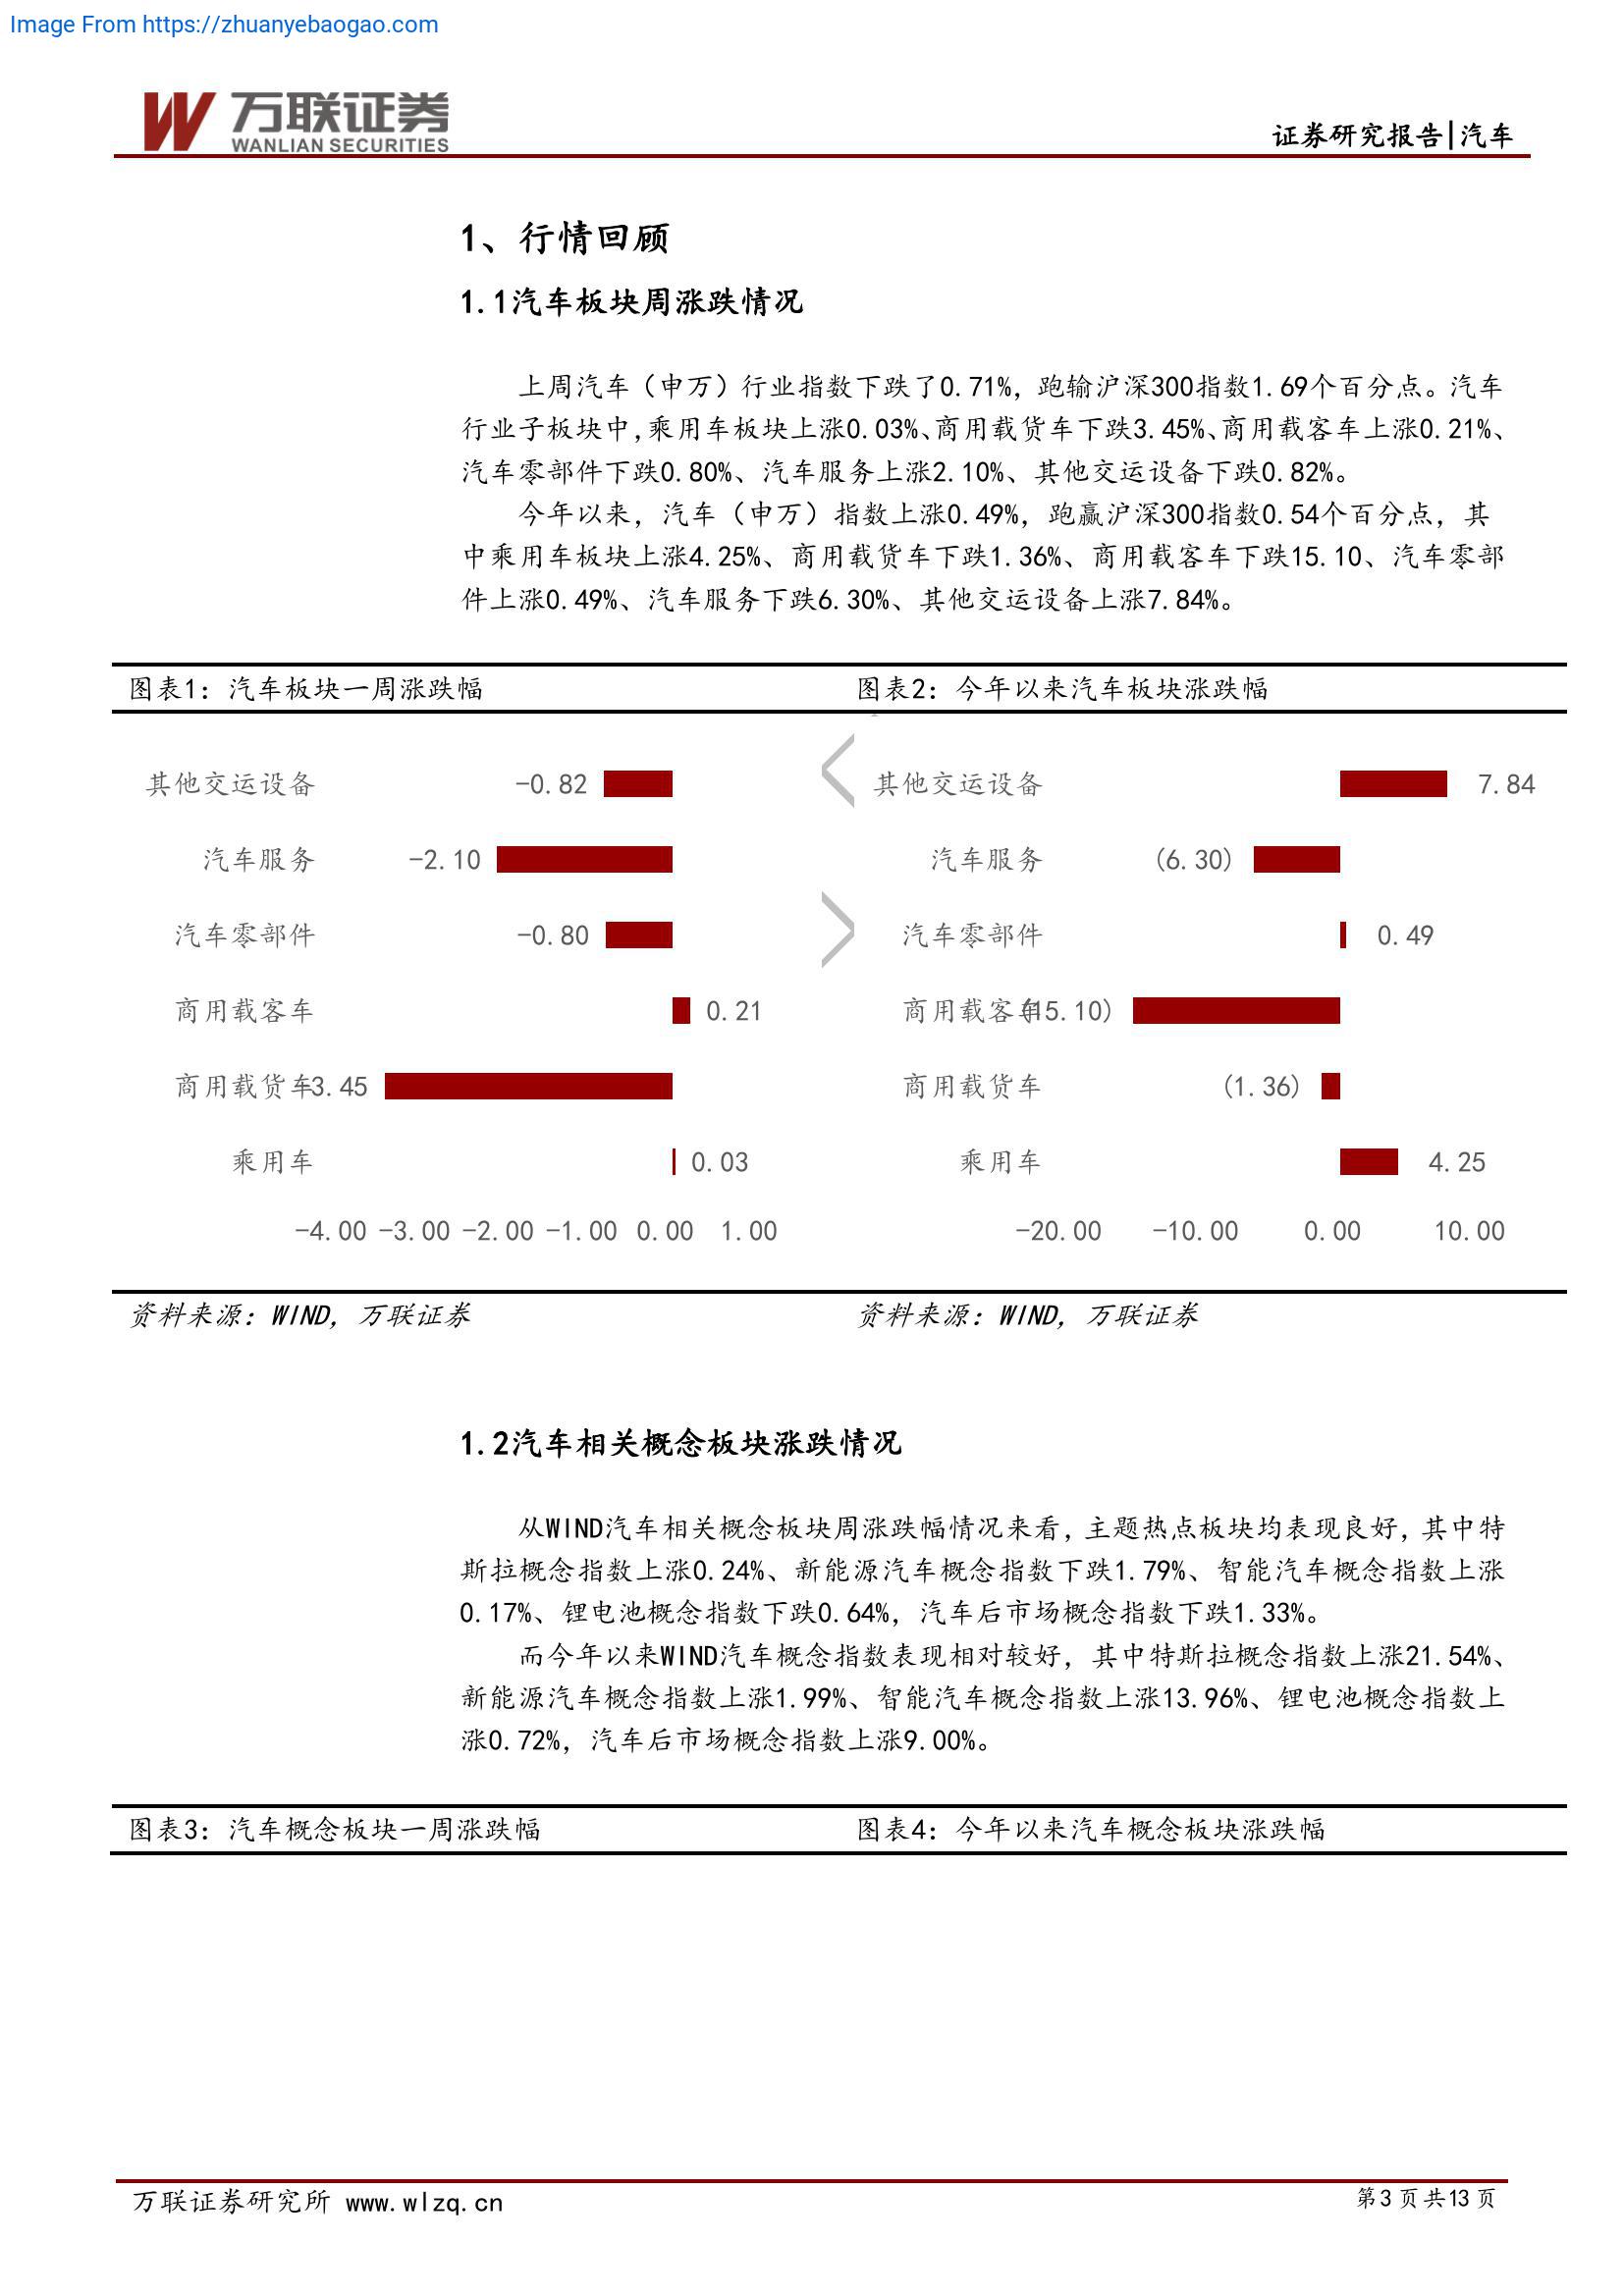 Image From https://zhuanyebaogao.com
万联证券
WANLIAN SECURITIES
证券研究报告|汽车
1、行情回顾
1.1汽车板块周涨跌情况
上周汽车（申万）行业指数下跌了0.71%，跑输沪深300指数1.69个百分点。汽车
行业子板块中,乘用车板块上涨0.03%、商用载货车下跌3.45%、商用载客车上涨0.21%、
汽车零部件下跌0.80%、汽车服务上涨2.10%、其他交运设备下跌0.82%。
今年以来，汽车（申万）指数上涨0.49%，跑赢沪深300指数0.54个百分点，其
中乘用车板块上涨4.25%、商用载货车下跌1.36%、商用载客车下跌15.10、汽车零部
件上涨0.49%、汽车服务下跌6.30%、其他交运设备上涨7.84%。
图表1：汽车板块一周涨跌幅
其他交运设备 -0.82
汽车服务 -2.10
汽车零部件 -0.80
商用载客车 0.21
商用载货车 -3.45
乘用车 0.03
-4.00 -3.00 -2.00 -1.00 0.00 1.00
资料来源：WIND，万联证券
图表2：今年以来汽车板块涨跌幅
其他交运设备 7.84
汽车服务 (6.30)
汽车零部件 0.49
商用载客车 (15.10)
商用载货车 (1.36)
乘用车 4.25
-20.00 -10.00 0.00 10.00
资料来源：WIND，万联证券
1.2汽车相关概念板块涨跌情况
从WIND汽车相关概念板块周涨跌幅情况来看，主题热点板块均表现良好，其中特
斯拉概念指数上涨0.24%、新能源汽车概念指数下跌1.79%、智能汽车概念指数上涨
0.17%、锂电池概念指数下跌0.64%，汽车后市场概念指数下跌1.33%。
而今年以来WIND汽车概念指数表现相对较好，其中特斯拉概念指数上涨21.54%、
新能源汽车概念指数上涨1.99%、智能汽车概念指数上涨13.96%、锂电池概念指数上
涨0.72%，汽车后市场概念指数上涨9.00%。
图表3：汽车概念板块一周涨跌幅
图表4：今年以来汽车概念板块涨跌幅
万联证券研究所 www.wlzq.cn
第3页共13页